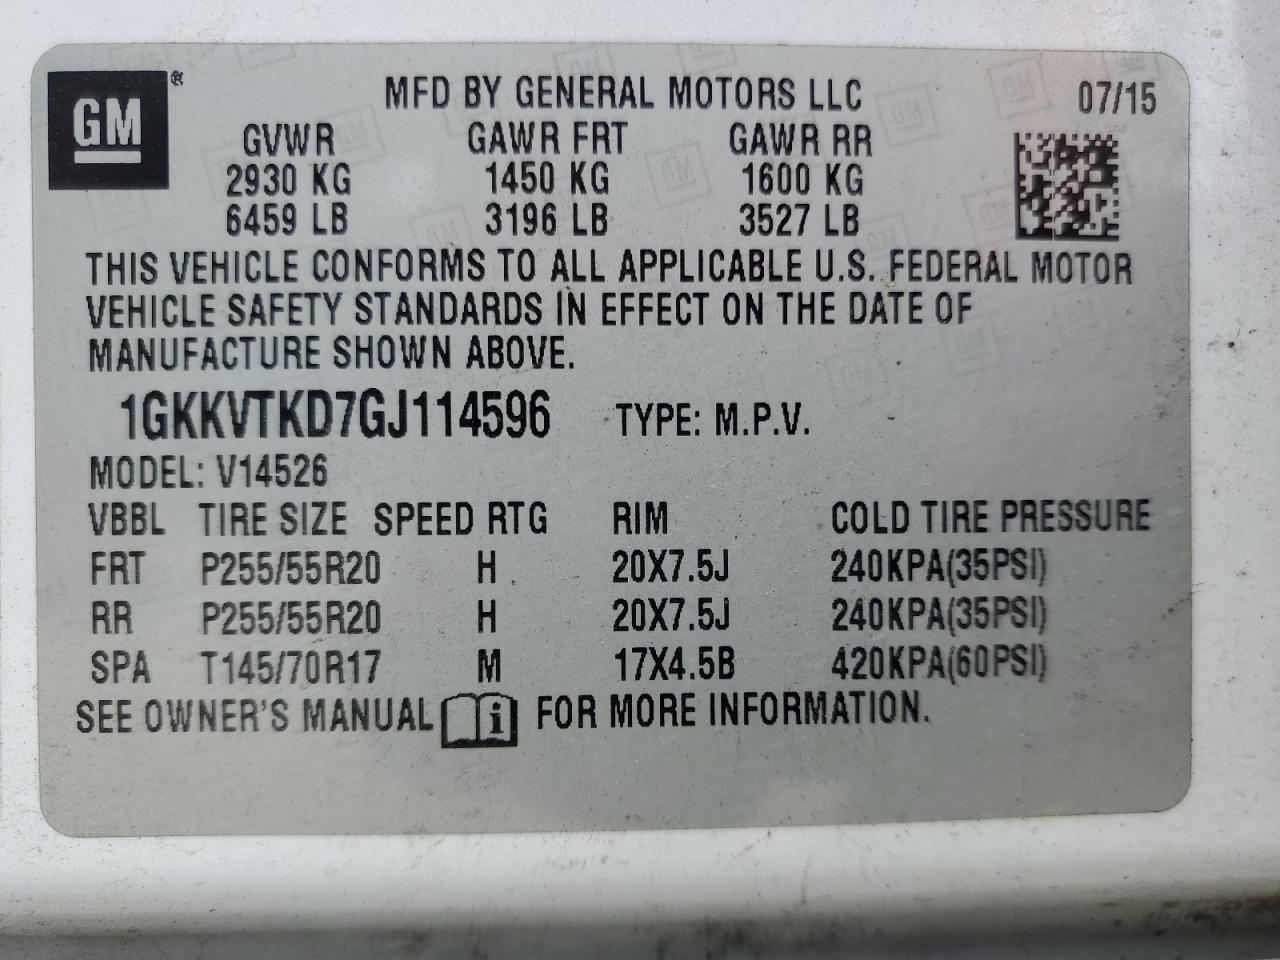 GM®
MFD BY GENERAL MOTORS LLC 07/15
GVWR GAWR FRT GAWR RR
2930 KG 1450 KG 1600 KG
6459 LB 3196 LB 3527 LB
THIS VEHICLE CONFORMS TO ALL APPLICABLE U.S. FEDERAL MOTOR
VEHICLE SAFETY STANDARDS IN EFFECT ON THE DATE OF
MANUFACTURE SHOWN ABOVE.
1GKKVTKD7GJ114596 TYPE: M.P.V.
MODEL: V14526
VBBL TIRE SIZE SPEED RTG RIM COLD TIRE PRESSURE
FRT P255/55R20 H 20X7.5J 240KPA(35PSI)
RR P255/55R20 H 20X7.5J 240KPA(35PSI)
SPA T145/70R17 M 17X4.5B 420KPA(60PSI)
SEE OWNER'S MANUAL i FOR MORE INFORMATION.